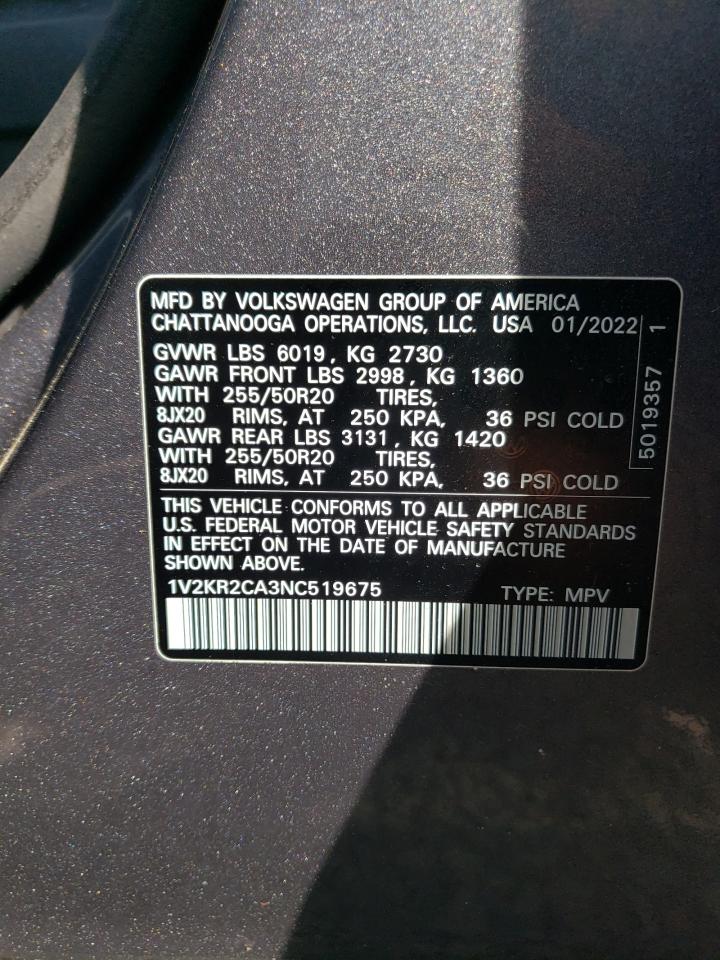 MFD BY VOLKSWAGEN GROUP OF AMERICA
CHATTANOOGA OPERATIONS, LLC. USA 01/2022
GVWR LBS 6019, KG 2730
GAWR FRONT LBS 2998, KG 1360
WITH 255/50R20 TIRES,
8JX20 RIMS, AT 250 KPA, 36 PSI COLD
GAWR REAR LBS 3131, KG 1420
WITH 255/50R20 TIRES,
8JX20 RIMS, AT 250 KPA, 36 PSI COLD
5019357 1
THIS VEHICLE CONFORMS TO ALL APPLICABLE
U.S. FEDERAL MOTOR VEHICLE SAFETY STANDARDS
IN EFFECT ON THE DATE OF MANUFACTURE
SHOWN ABOVE.
1V2KR2CA3NC519675 TYPE: MPV